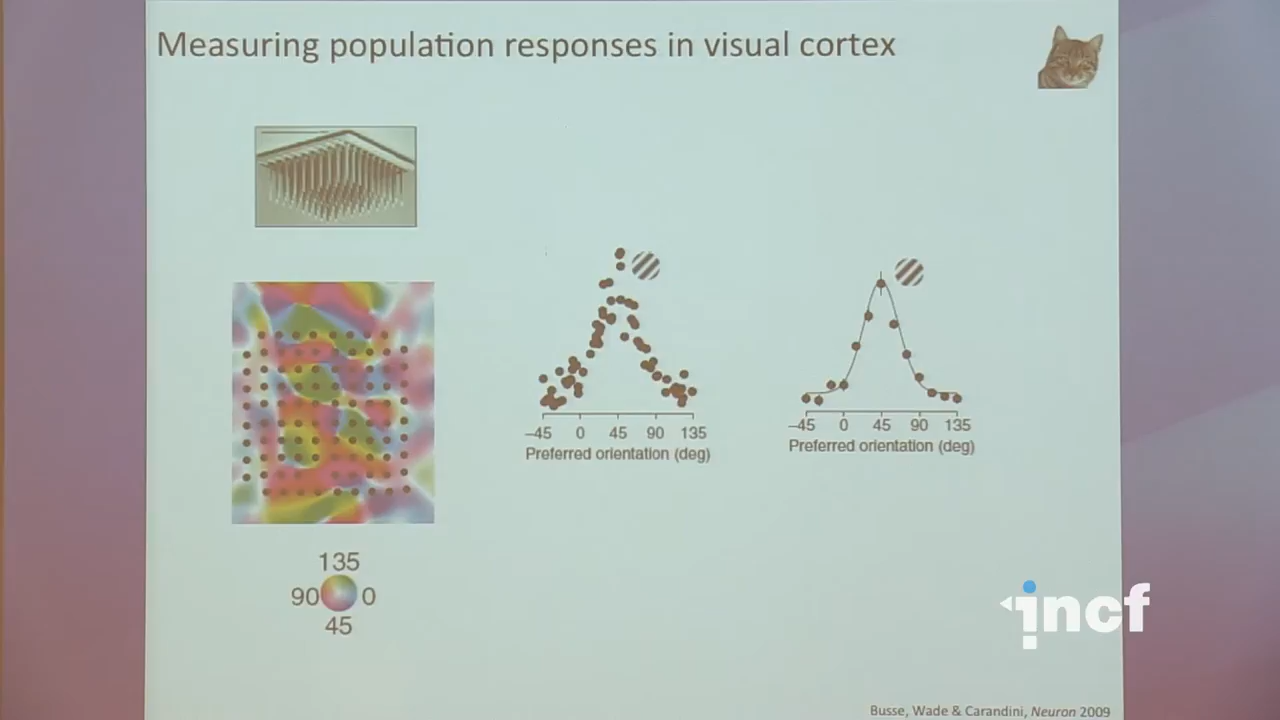 Measuring population responses in visual cortex
–45 0 45 90 135
Preferred orientation (deg)
–45 0 45 90 135
Preferred orientation (deg)
135
90 0
45
incf
Busse, Wade & Carandini, Neuron 2009